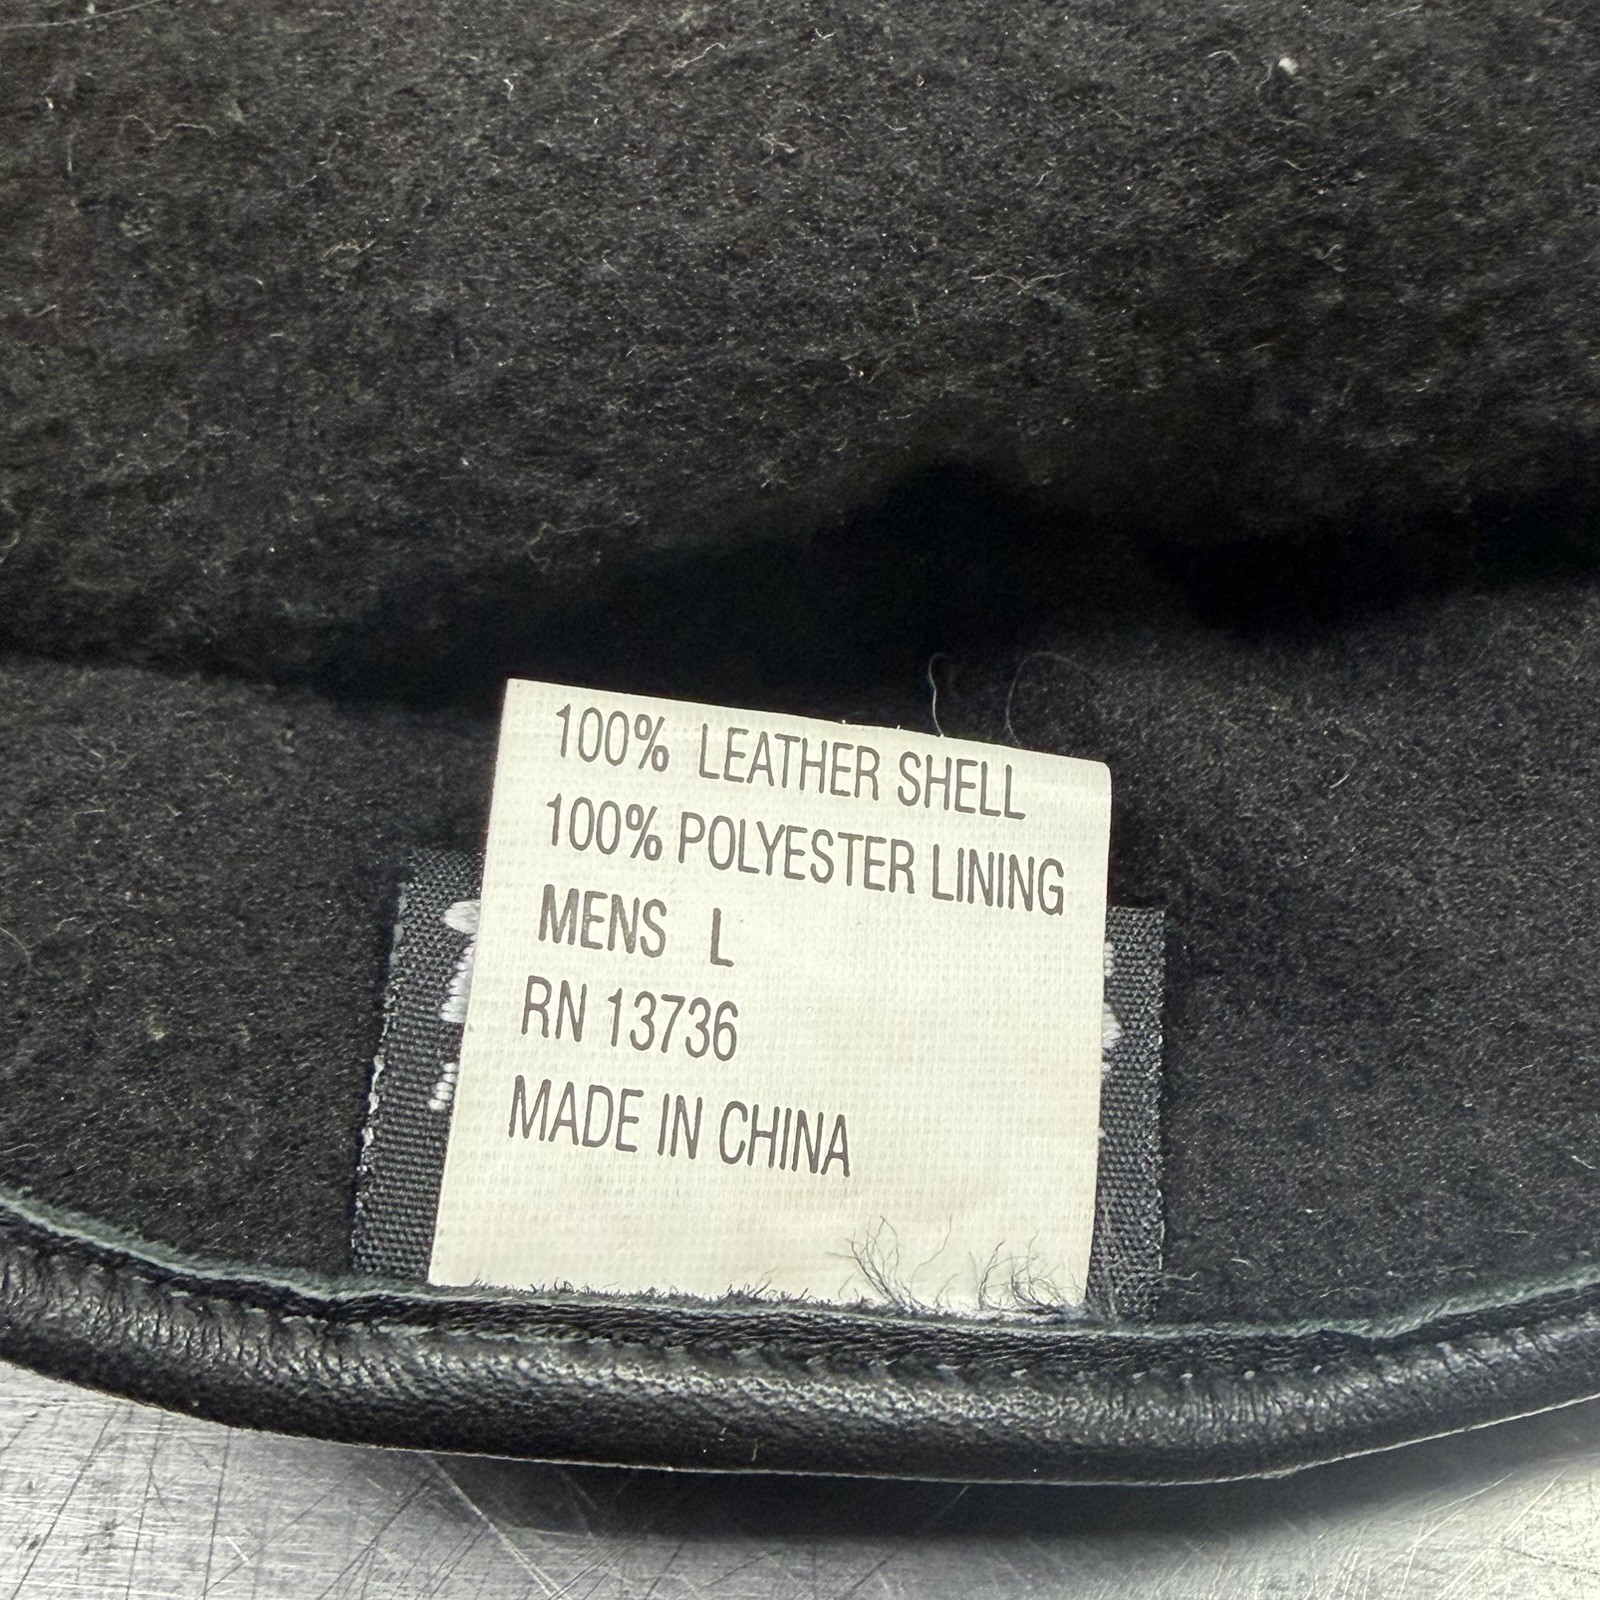 100% LEATHER SHELL
100% POLYESTER LINING
MENS L
RN 13736
MADE IN CHINA